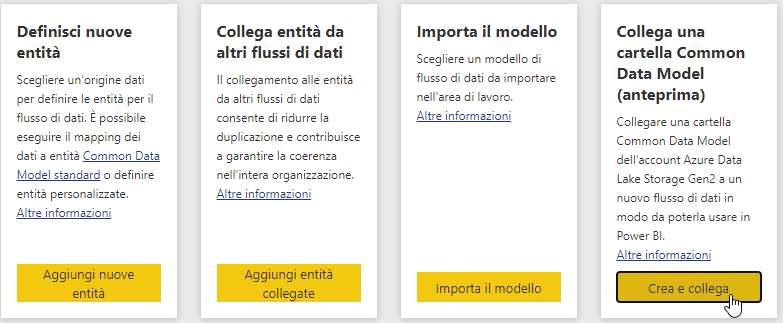 Definisci nuove
entità
Scegliere un'origine dati
per definire le entità per il
flusso di dati. È possibile
eseguire il mapping dei
dati a entità Common Data
Model standard o definire
entità personalizzate.
Altre informazioni
Aggiungi nuove
entità
Collega entità da
altri flussi di dati
Il collegamento alle entità
da altri flussi di dati
consente di ridurre la
duplicazione e contribuisce
a garantire la coerenza
nell'intera organizzazione.
Altre informazioni
Aggiungi entità
collegate
Importa il modello
Scegliere un modello di
flusso di dati da importare
nell'area di lavoro.
Altre informazioni
Importa il modello
Collega una
cartella Common
Data Model
(anteprima)
Collegare una cartella
Common Data Model
dell'account Azure Data
Lake Storage Gen2 a un
nuovo flusso di dati in
modo da poterla usare in
Power BI.
Altre informazioni
Crea e collega